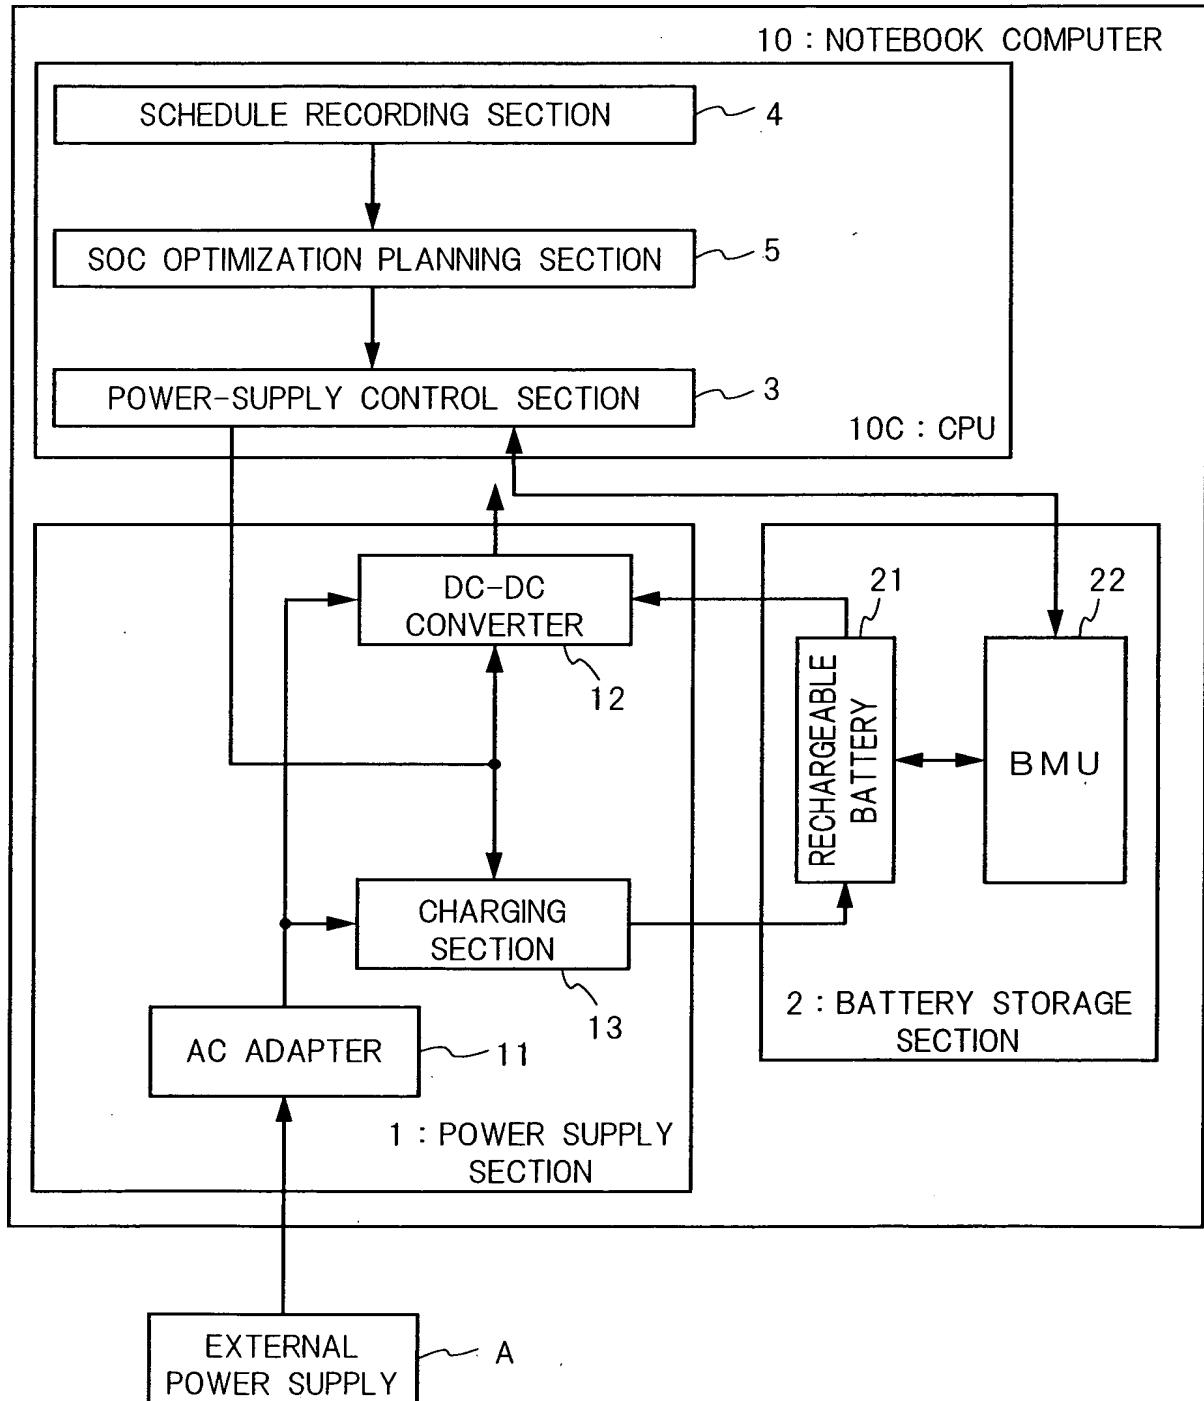 10 : NOTEBOOK COMPUTER
SCHEDULE RECORDING SECTION
4
SOC OPTIMIZATION PLANNING SECTION
5
POWER-SUPPLY CONTROL SECTION
3
10C : CPU
DC-DC
CONVERTER
12
21
22
RECHARGEABLE
BATTERY
BMU
CHARGING
SECTION
13
AC ADAPTER
11
2 : BATTERY STORAGE
SECTION
1 : POWER SUPPLY
SECTION
EXTERNAL
POWER SUPPLY
A